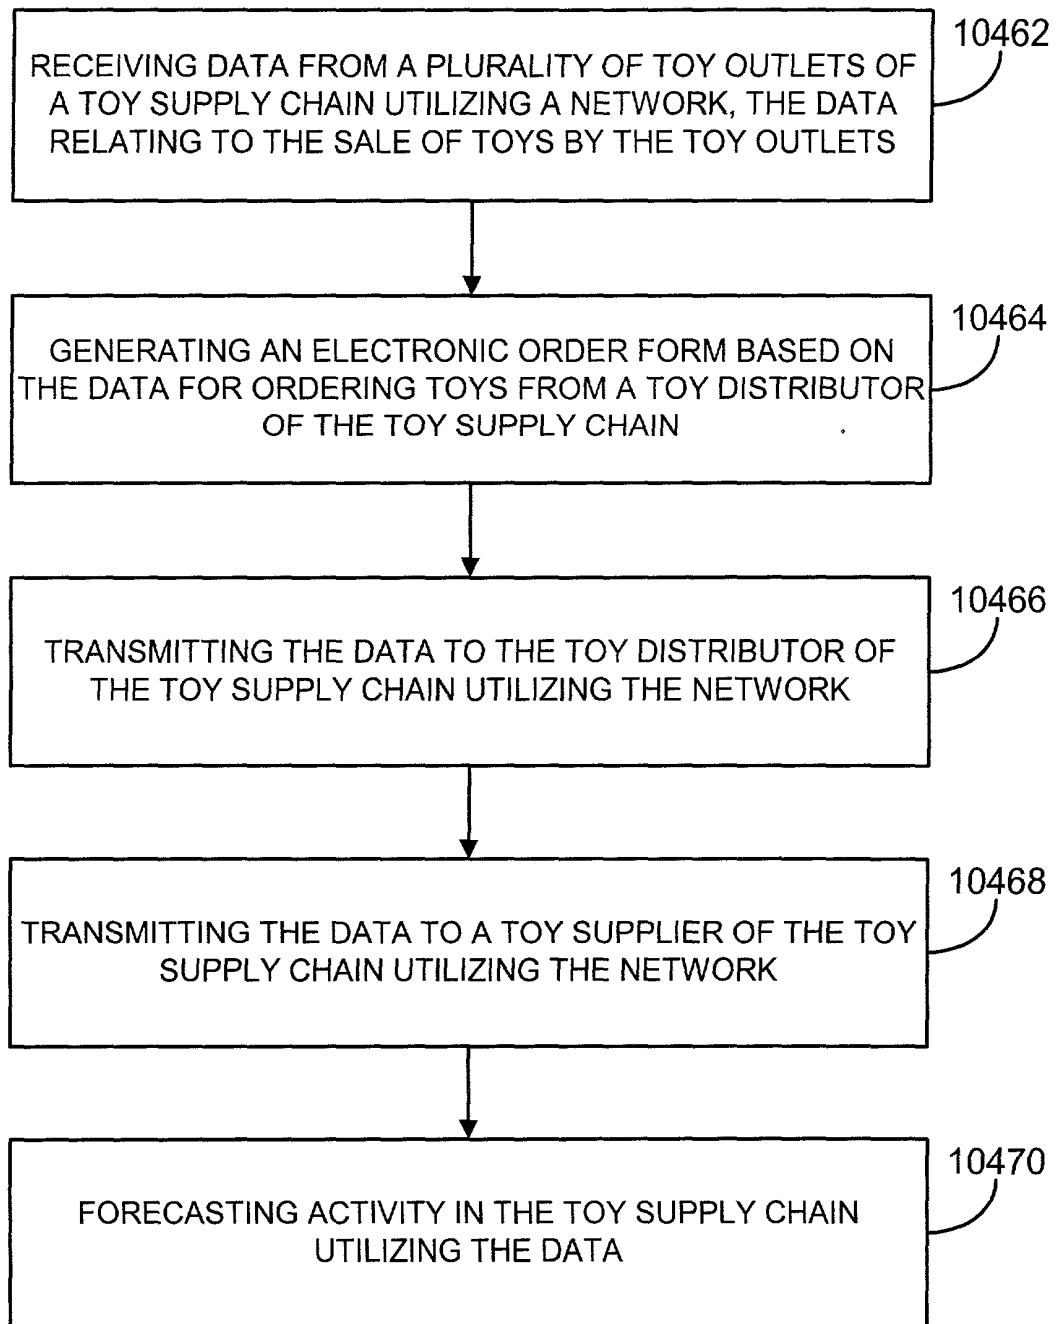 10462
RECEIVING DATA FROM A PLURALITY OF TOY OUTLETS OF
A TOY SUPPLY CHAIN UTILIZING A NETWORK, THE DATA
RELATING TO THE SALE OF TOYS BY THE TOY OUTLETS
10464
GENERATING AN ELECTRONIC ORDER FORM BASED ON
THE DATA FOR ORDERING TOYS FROM A TOY DISTRIBUTOR
OF THE TOY SUPPLY CHAIN
10466
TRANSMITTING THE DATA TO THE TOY DISTRIBUTOR OF
THE TOY SUPPLY CHAIN UTILIZING THE NETWORK
10468
TRANSMITTING THE DATA TO A TOY SUPPLIER OF THE TOY
SUPPLY CHAIN UTILIZING THE NETWORK
10470
FORECASTING ACTIVITY IN THE TOY SUPPLY CHAIN
UTILIZING THE DATA